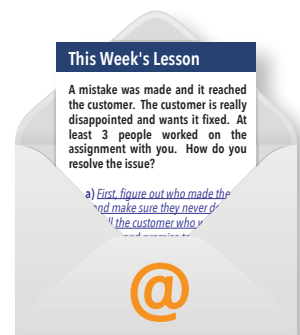 This Week's Lesson
A mistake was made and it reached
the customer. The customer is really
disappointed and wants it fixed. At
least 3 people worked on the
assignment with you. How do you
resolve the issue?
a) First, figure out who made the
and make sure they never
the customer who
and promise
@